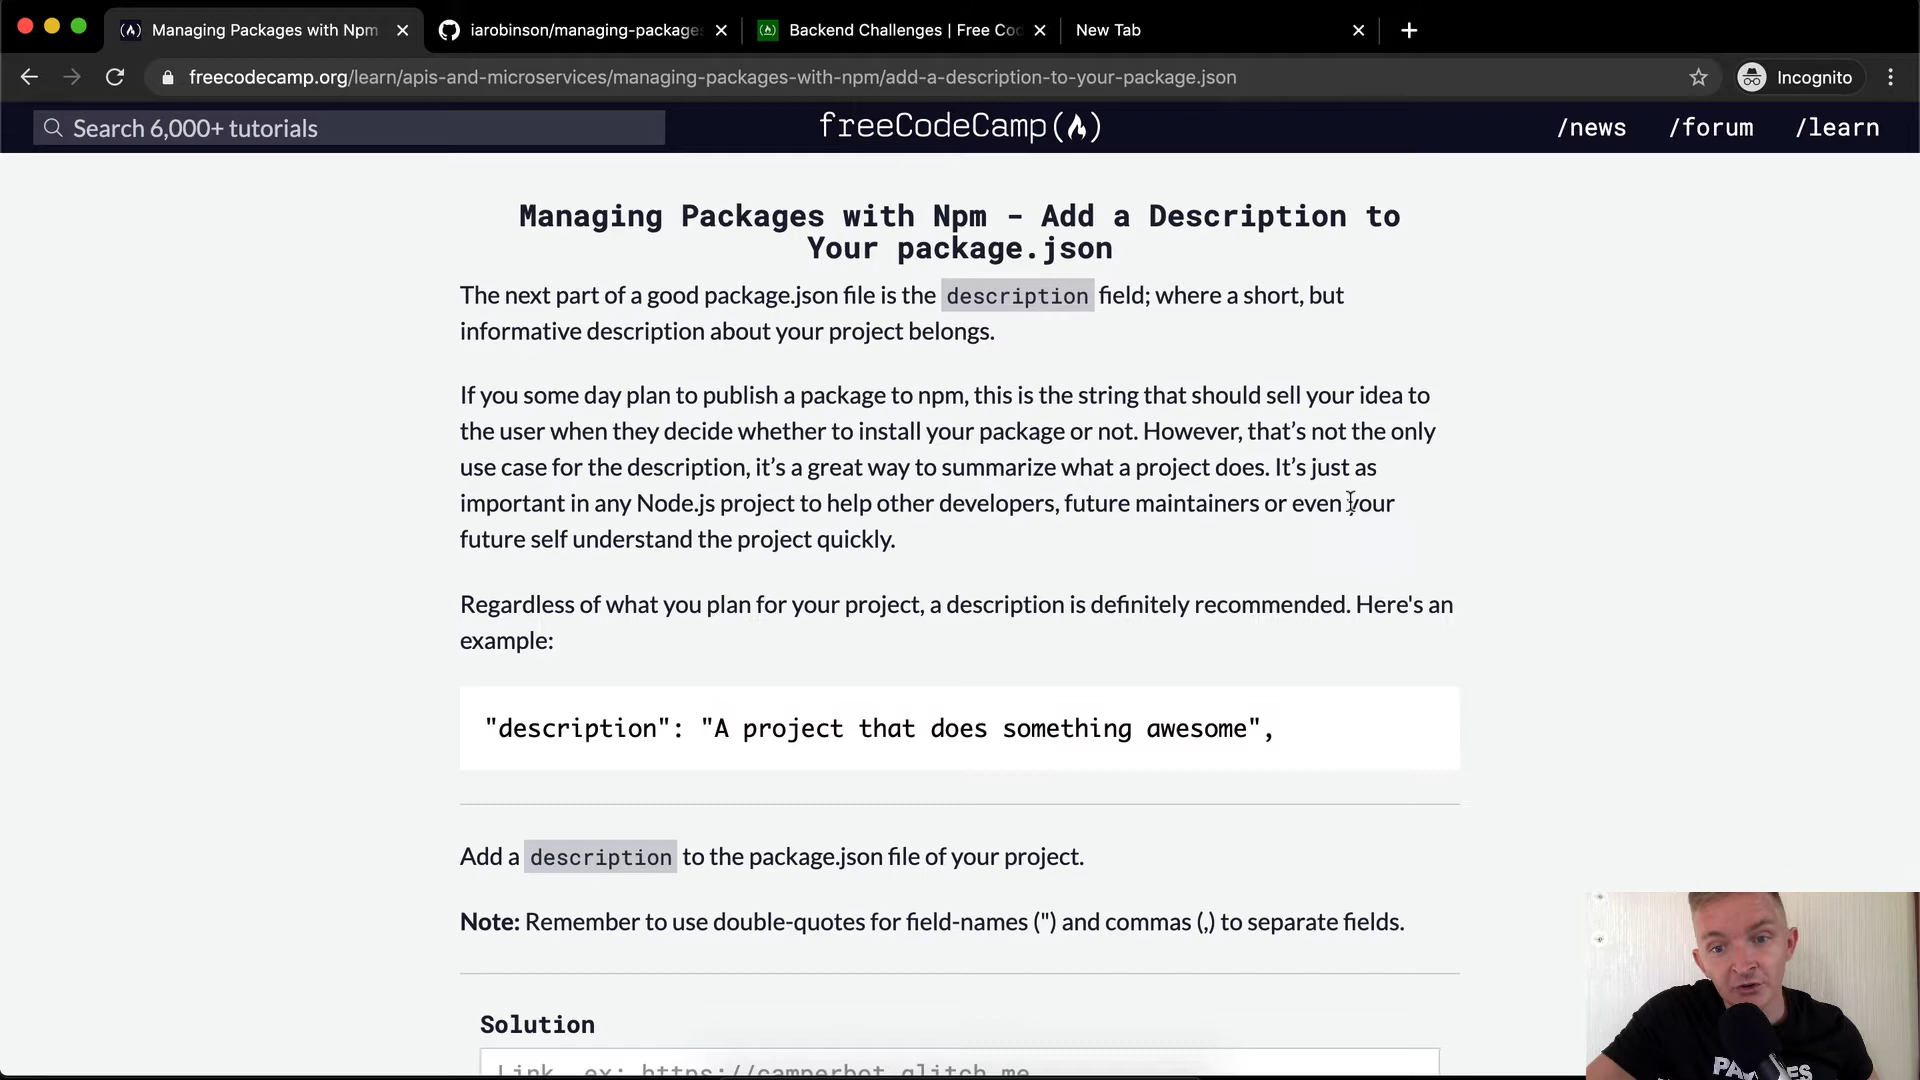 Managing Packages with Npm
iarobinson/managing-packages
Backend Challenges | Free Co
New Tab
freecodecamp.org/learn/apis-and-microservices/managing-packages-with-npm/add-a-description-to-your-package.json
Incognito
Search 6,000+ tutorials
freeCodeCamp
/news
/forum
/learn
Managing Packages with Npm - Add a Description to
Your package.json
The next part of a good package.json file is the description field; where a short, but
informative description about your project belongs.
If you some day plan to publish a package to npm, this is the string that should sell your idea to
the user when they decide whether to install your package or not. However, that’s not the only
use case for the description, it’s a great way to summarize what a project does. It’s just as
important in any Node.js project to help other developers, future maintainers or even your
future self understand the project quickly.
Regardless of what you plan for your project, a description is definitely recommended. Here's an
example:
"description": "A project that does something awesome",
Add a description to the package.json file of your project.
Note: Remember to use double-quotes for field-names (") and commas (,) to separate fields.
Solution
Link, ex: https://camperbot.glitch.me